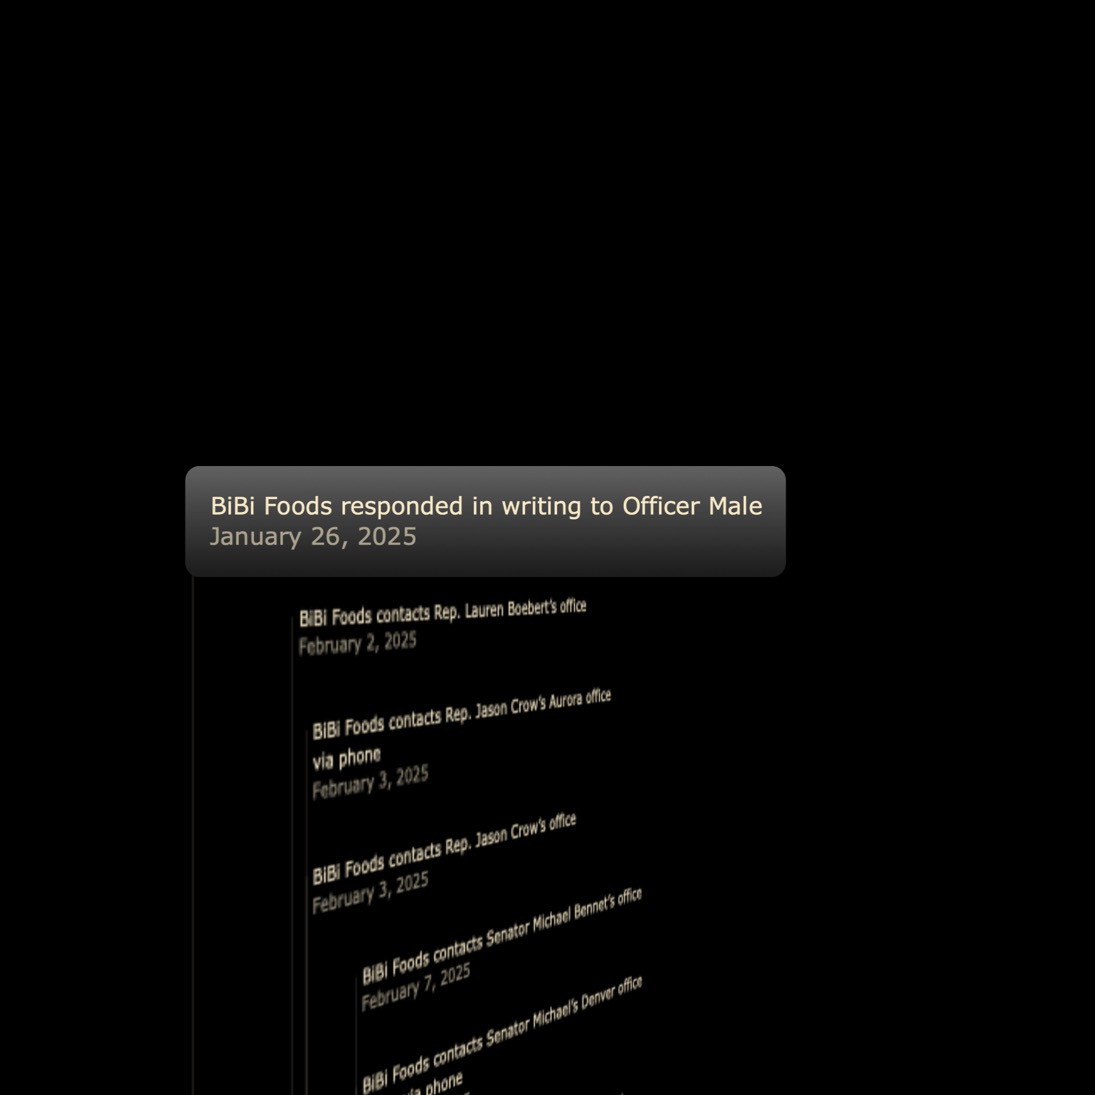 BiBi Foods responded in writing to Officer Male
January 26, 2025
BiBi Foods contacts Rep. Lauren Boebert’s office
February 2, 2025
BiBi Foods contacts Rep. Jason Crow’s Aurora office
via phone
February 3, 2025
BiBi Foods contacts Rep. Jason Crow’s office
February 3, 2025
BiBi Foods contacts Senator Michael Bennet’s office
February 7, 2025
BiBi Foods contacts Senator Michael’s Denver office
via phone